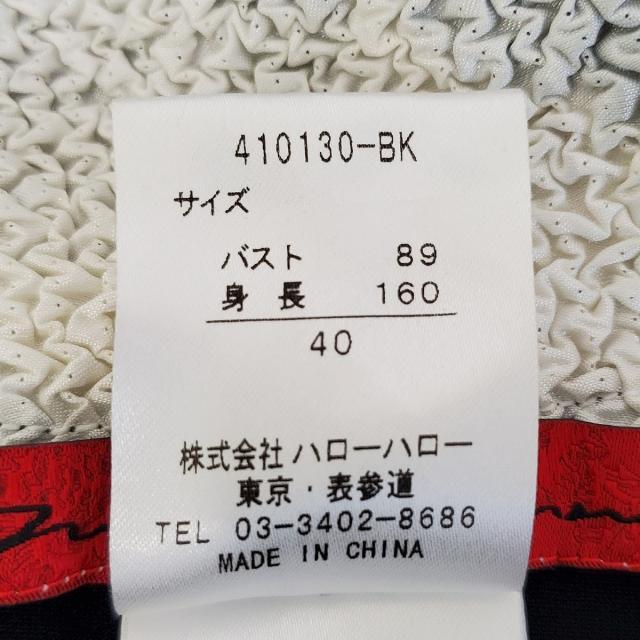 410130-BK
サイズ
バスト 89
身長 160
40
株式会社 ハローハロー
東京・表参道
TEL 03-3402-8686
MADE IN CHINA